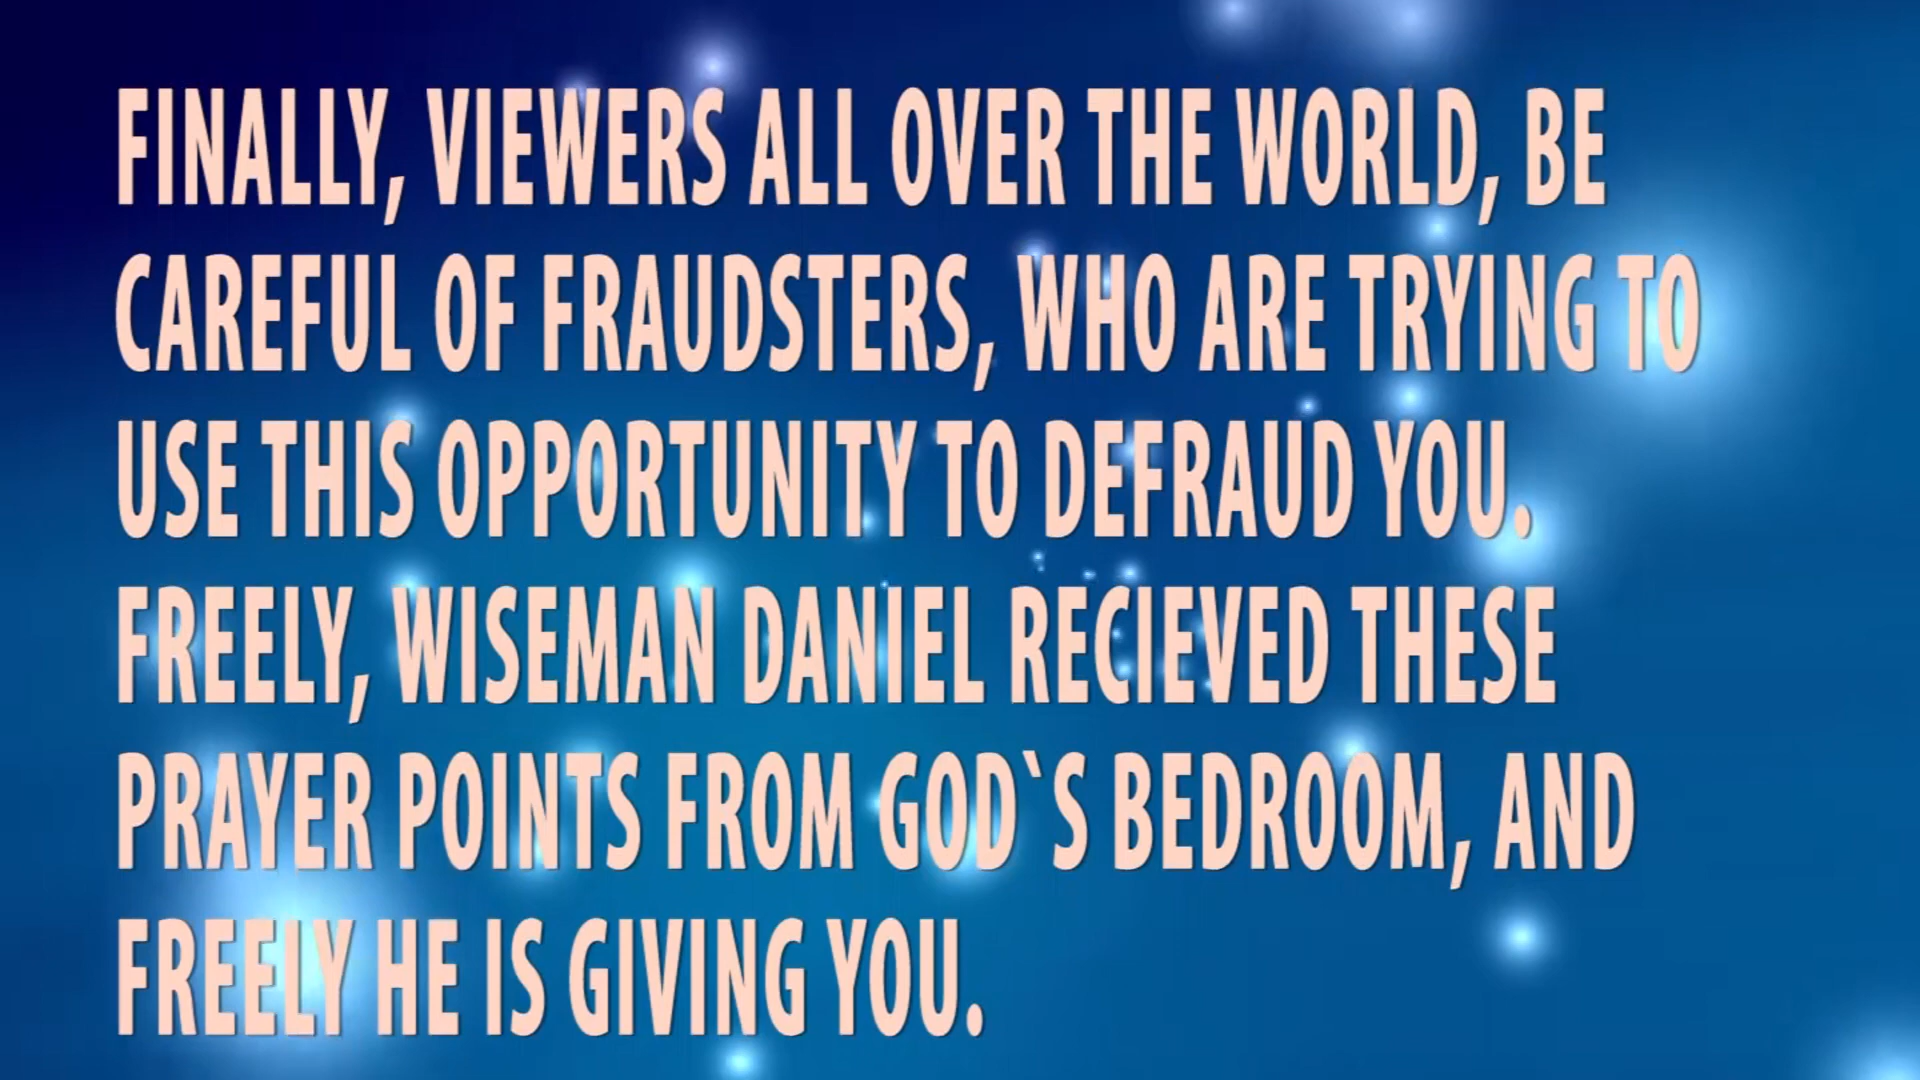 FINALLY, VIEWERS ALL OVER THE WORLD, BE
CAREFUL OF FRAUDSTERS, WHO ARE TRYING TO
USE THIS OPPORTUNITY TO DEFRAUD YOU.
FREELY, WISEMAN DANIEL RECIEVED THESE
PRAYER POINTS FROM GOD`S BEDROOM, AND
FREELY HE IS GIVING YOU.